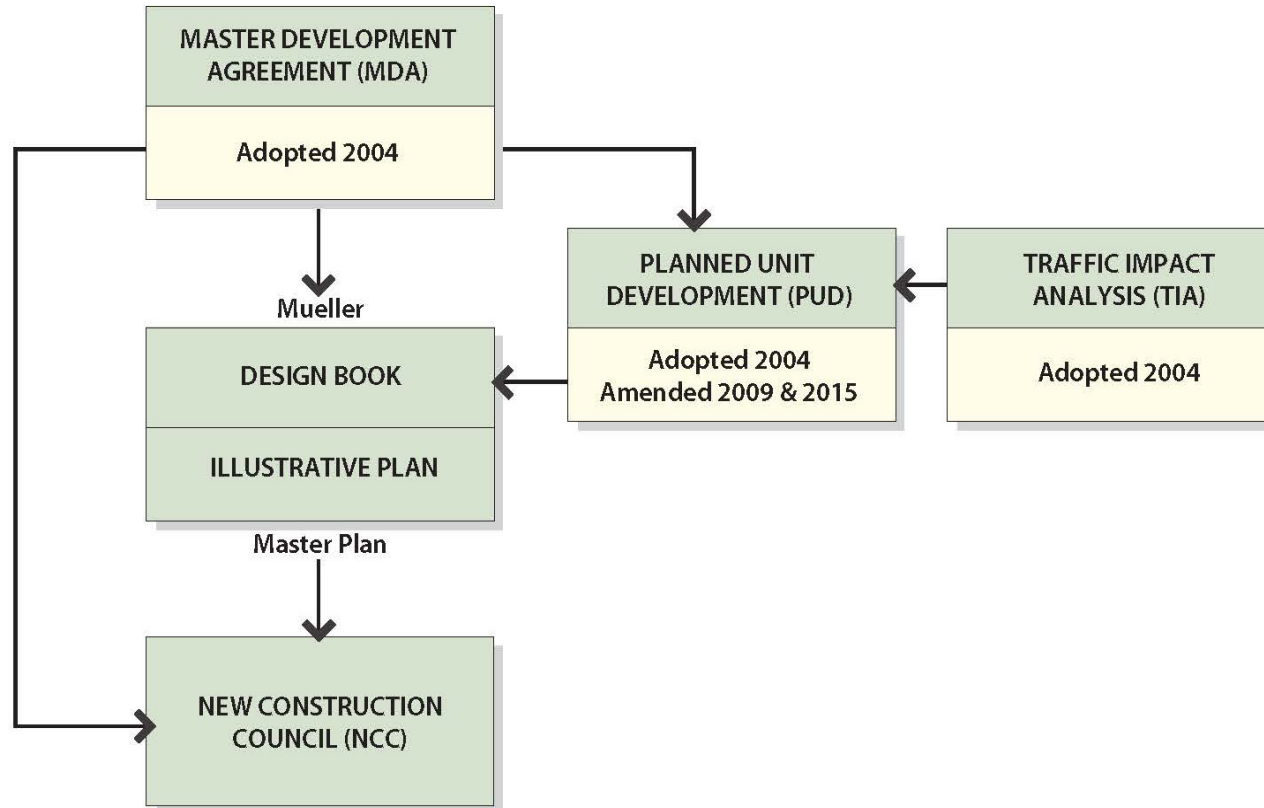 MASTER DEVELOPMENT
AGREEMENT (MDA)
Adopted 2004
PLANNED UNIT
DEVELOPMENT (PUD)
Adopted 2004
Amended 2009 & 2015
TRAFFIC IMPACT
ANALYSIS (TIA)
Adopted 2004
Mueller
DESIGN BOOK
ILLUSTRATIVE PLAN
Master Plan
NEW CONSTRUCTION
COUNCIL (NCC)